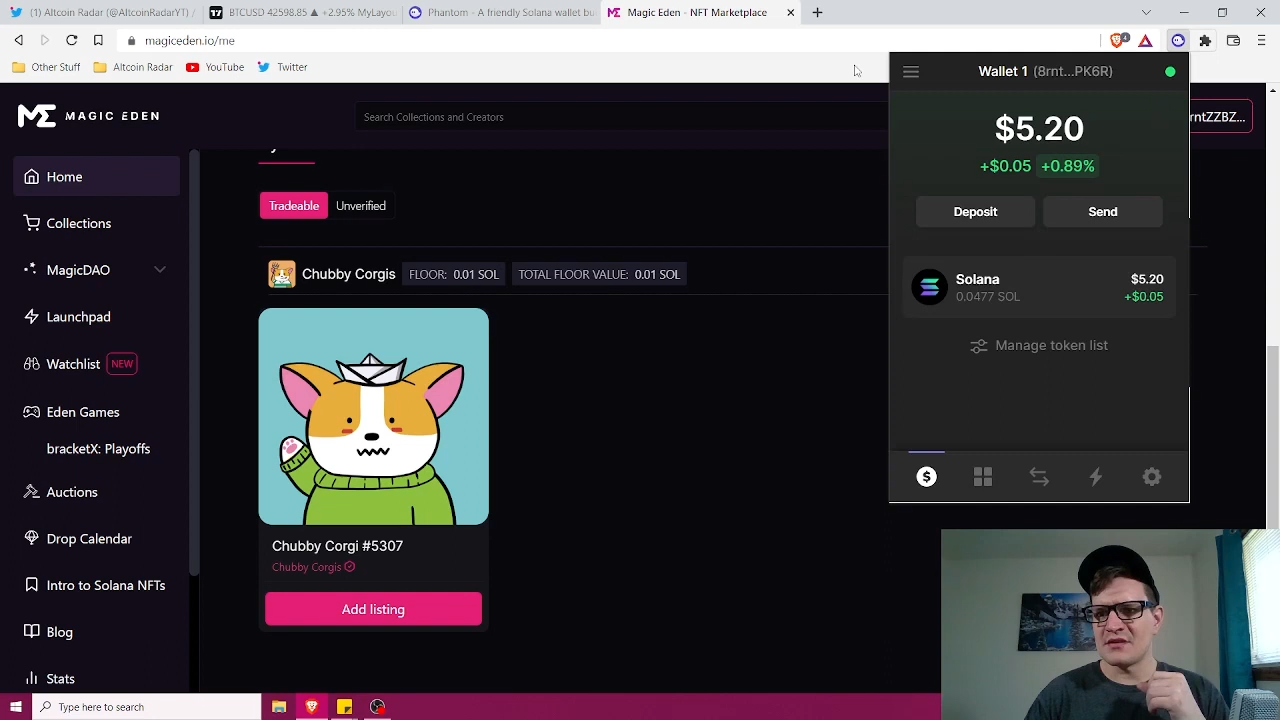 (1) Altcoin Radar (@AltcoinRadarYT) /
BTCUSD 42598.85 ▲ +2.95% MyLayou
Phantom - A friendly Solana wallet bu
Magic Eden - NFT Marketplace
magiceden.io/me
4
Other Stuff
Altcoin Radar
YouTube
Twitter
MAGIC EDEN
Search Collections and Creators
rntZZBZ...
Home
Collections
MagicDAO
Launchpad
Watchlist NEW
Eden Games
bracketX: Playoffs
Auctions
Drop Calendar
Intro to Solana NFTs
Blog
Stats
Tradeable
Unverified
Chubby Corgis FLOOR: 0.01 SOL TOTAL FLOOR VALUE: 0.01 SOL
Chubby Corgi #5307
Chubby Corgis
Add listing
Wallet 1 (8rnt...PK6R)
$5.20
+$0.05 +0.89%
Deposit
Send
Solana $5.20
0.0477 SOL +$0.05
Manage token list
Type here to search